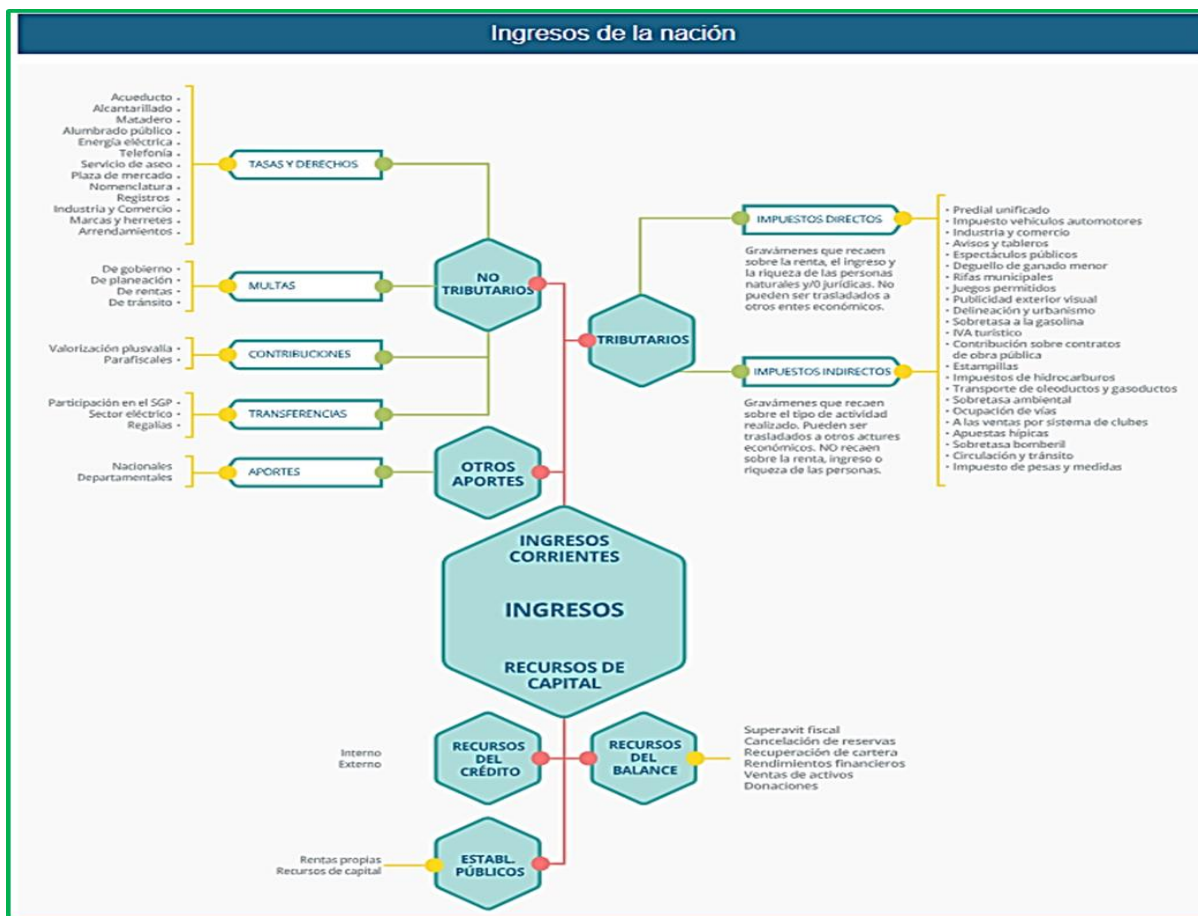 Ingresos de la nación
Acueducto
Alcantarillado
Matadero
Alumbrado público
Energía eléctrica
Telefonía
Servicio de aseo
Plaza de mercado
Nomenclatura
Registros
Industria y Comercio
Marcas y herretes
Arrendamientos
TASAS Y DERECHOS
De gobierno
De planeación
De rentas
De tránsito
MULTAS
NO
TRIBUTARIOS
Valorización plusvalía
Parafiscales
CONTRIBUCIONES
Participación en el SGP
Sector eléctrico
Regalías
TRANSFERENCIAS
Nacionales
Departamentales
APORTES
OTROS
APORTES
TRIBUTARIOS
IMPUESTOS DIRECTOS
Gravámenes que recaen
sobre la renta, el ingreso y
la riqueza de las personas
naturales y/0 jurídicas. No
pueden ser trasladados a
otros entes económicos.
IMPUESTOS INDIRECTOS
Gravámenes que recaen
sobre el tipo de actividad
realizado. Pueden ser
trasladados a otros actures
económicos. NO recaen
sobre la renta, ingreso o
riqueza de las personas.
• Predial unificado
• Impuesto vehículos automotores
• Industria y comercio
• Avisos y tableros
• Espectáculos públicos
• Deguello de ganado menor
• Rifas municipales
• Juegos permitidos
• Publicidad exterior visual
• Delineación y urbanismo
• Sobretasa a la gasolina
• IVA turístico
• Contribución sobre contratos
de obra pública
• Estampillas
• Impuestos de hidrocarburos
• Transporte de oleoductos y gasoductos
• Sobretasa ambiental
• Ocupación de vías
• A las ventas por sistema de clubes
• Apuestas hípicas
• Sobretasa bomberil
• Circulación y tránsito
• Impuesto de pesas y medidas
INGRESOS
CORRIENTES
INGRESOS
RECURSOS DE
CAPITAL
Interno
Externo
RECURSOS
DEL
CRÉDITO
RECURSOS
DEL
BALANCE
Superavit fiscal
Cancelación de reservas
Recuperación de cartera
Rendimientos financieros
Ventas de activos
Donaciones
Rentas propias
Recursos de capital
ESTABL.
PÚBLICOS